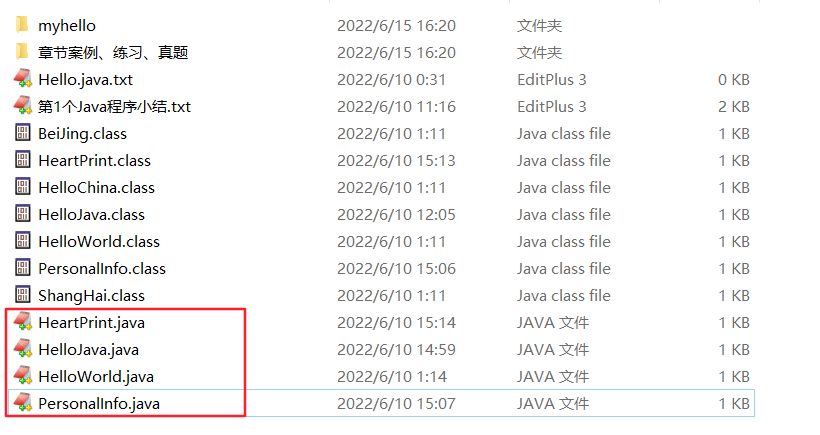 myhello 2022/6/15 16:20 文件夹
章节案例、练习、真题 2022/6/15 16:20 文件夹
Hello.java.txt 2022/6/10 0:31 EditPlus 3 0 KB
第1个Java程序小结.txt 2022/6/10 11:16 EditPlus 3 2 KB
BeiJing.class 2022/6/10 1:11 Java class file 1 KB
HeartPrint.class 2022/6/10 15:13 Java class file 1 KB
HelloChina.class 2022/6/10 1:11 Java class file 1 KB
HelloJava.class 2022/6/10 12:05 Java class file 1 KB
HelloWorld.class 2022/6/10 1:11 Java class file 1 KB
PersonalInfo.class 2022/6/10 15:06 Java class file 1 KB
ShangHai.class 2022/6/10 1:11 Java class file 1 KB
HeartPrint.java 2022/6/10 15:14 JAVA 文件 1 KB
HelloJava.java 2022/6/10 14:59 JAVA 文件 1 KB
HelloWorld.java 2022/6/10 1:14 JAVA 文件 1 KB
PersonalInfo.java 2022/6/10 15:07 JAVA 文件 1 KB